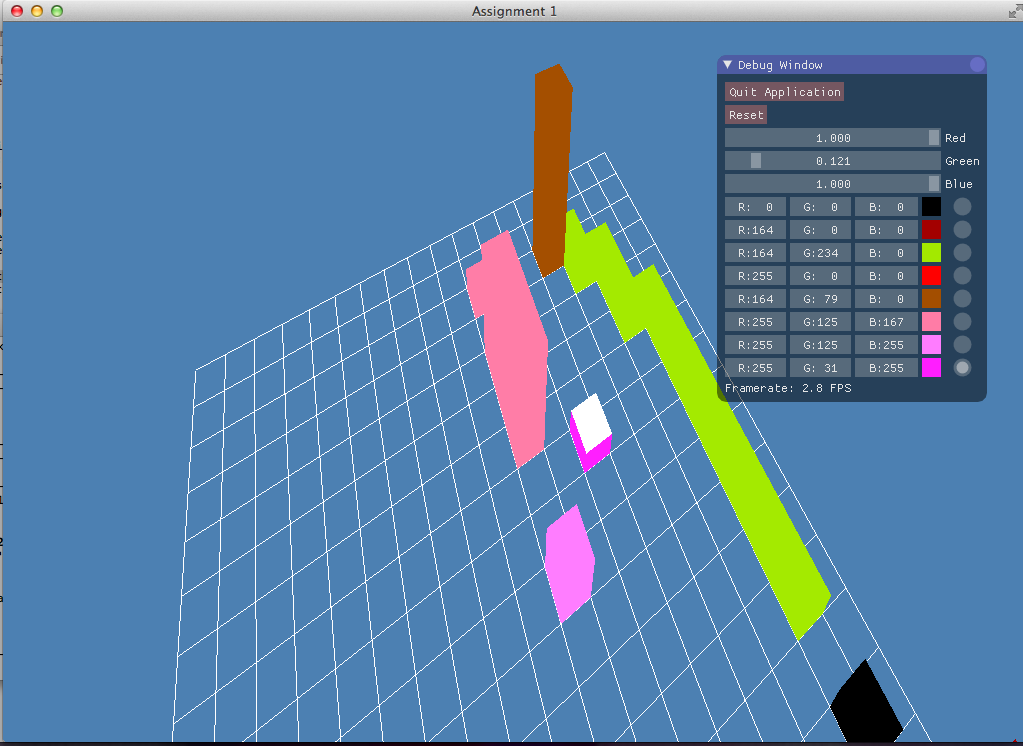 Assignment 1
Debug Window
Quit Application
Reset
1.000 Red
0.121 Green
1.000 Blue
R: 0 G: 0 B: 0
R:164 G: 0 B: 0
R:164 G:234 B: 0
R:255 G: 0 B: 0
R:164 G: 79 B: 0
R:255 G:125 B:167
R:255 G:125 B:255
R:255 G: 31 B:255
Framerate: 2.8 FPS